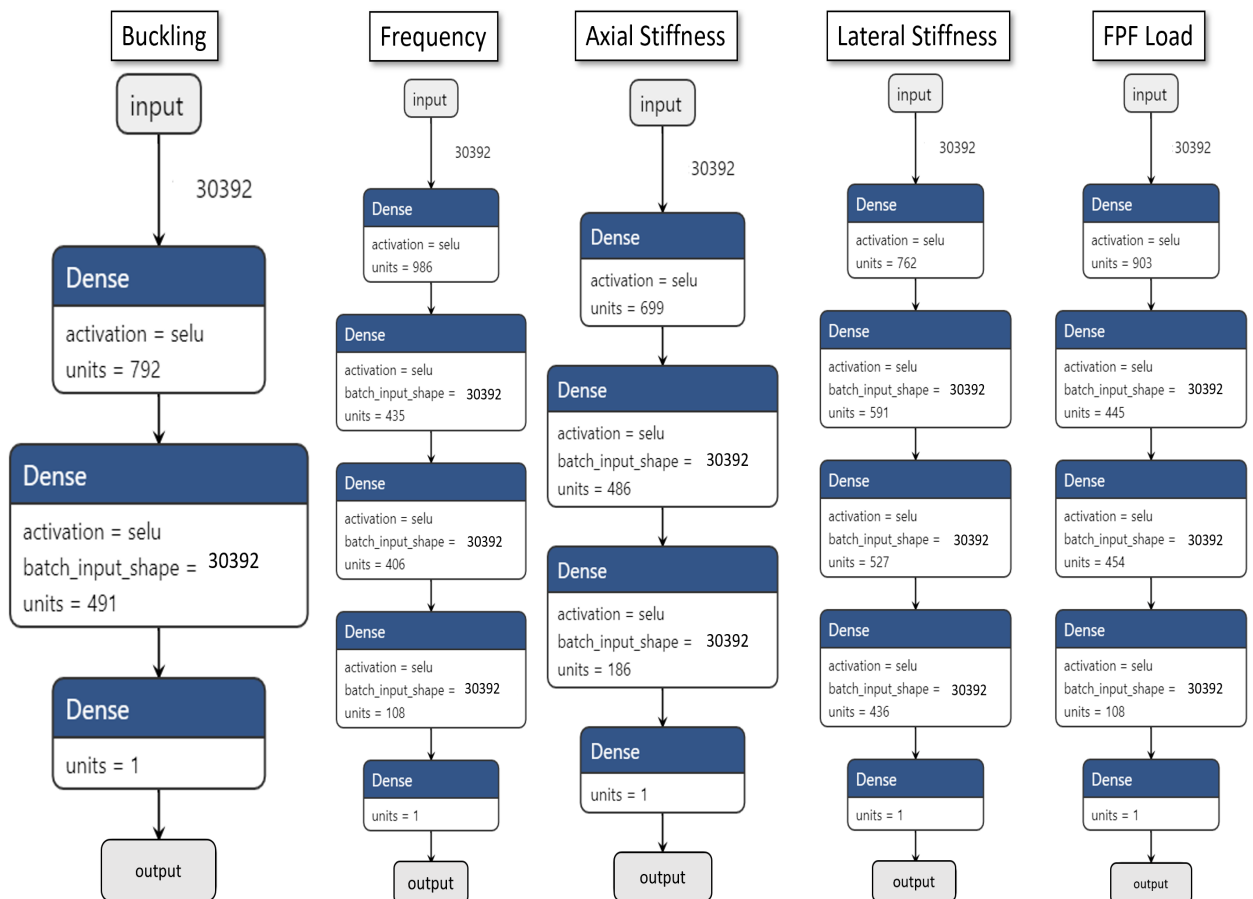 Buckling
input
30392
Dense
activation = selu
units = 792
Dense
activation = selu
batch_input_shape = 30392
units = 491
Dense
units = 1
output
Frequency
input
30392
Dense
activation = selu
units = 986
Dense
activation = selu
batch_input_shape = 30392
units = 435
Dense
activation = selu
batch_input_shape = 30392
units = 406
Dense
activation = selu
batch_input_shape = 30392
units = 108
Dense
units = 1
output
Axial Stiffness
input
30392
Dense
activation = selu
units = 699
Dense
activation = selu
batch_input_shape = 30392
units = 486
Dense
activation = selu
batch_input_shape = 30392
units = 186
Dense
units = 1
output
Lateral Stiffness
input
30392
Dense
activation = selu
units = 762
Dense
activation = selu
batch_input_shape = 30392
units = 591
Dense
activation = selu
batch_input_shape = 30392
units = 527
Dense
activation = selu
batch_input_shape = 30392
units = 436
Dense
units = 1
output
FPF Load
input
30392
Dense
activation = selu
units = 903
Dense
activation = selu
batch_input_shape = 30392
units = 445
Dense
activation = selu
batch_input_shape = 30392
units = 454
Dense
activation = selu
batch_input_shape = 30392
units = 108
Dense
units = 1
output